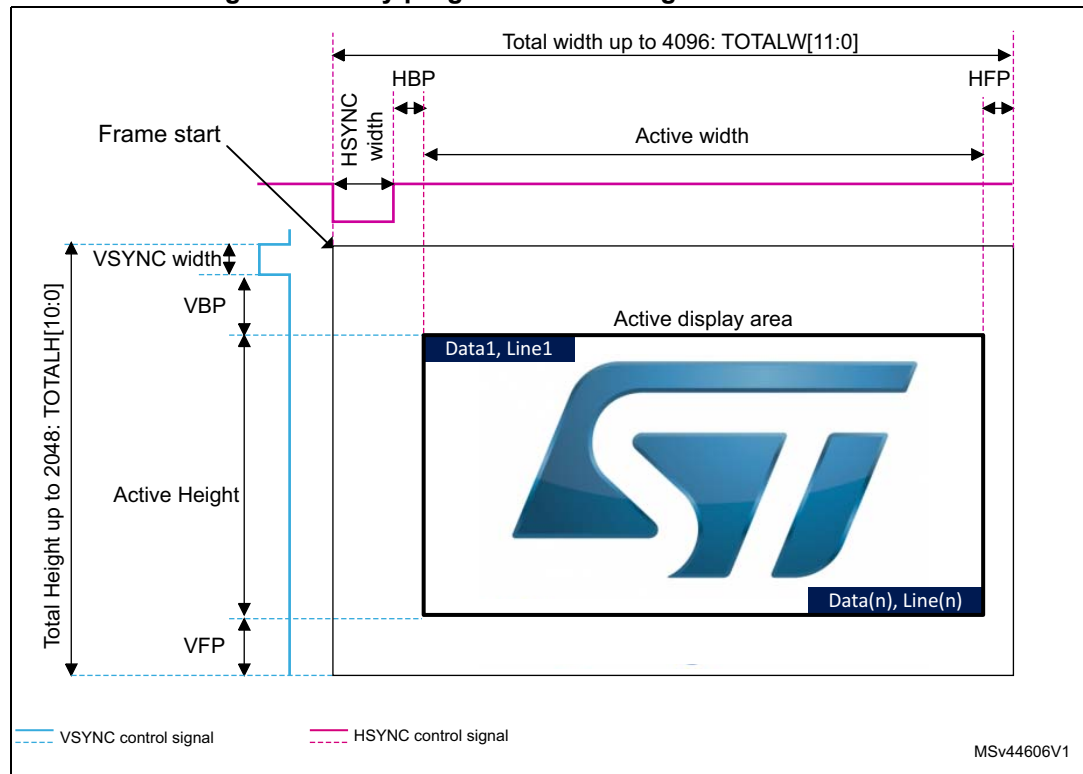 Total width up to 4096: TOTALW[11:0]
HBP
HFP
HSYNC
width
Active width
Frame start
VSYNC width
VBP
Total Height up to 2048: TOTALH[10:0]
Active display area
Data1, Line1
Active Height
Data(n), Line(n)
VFP
VSYNC control signal
HSYNC control signal
MSv44606V1